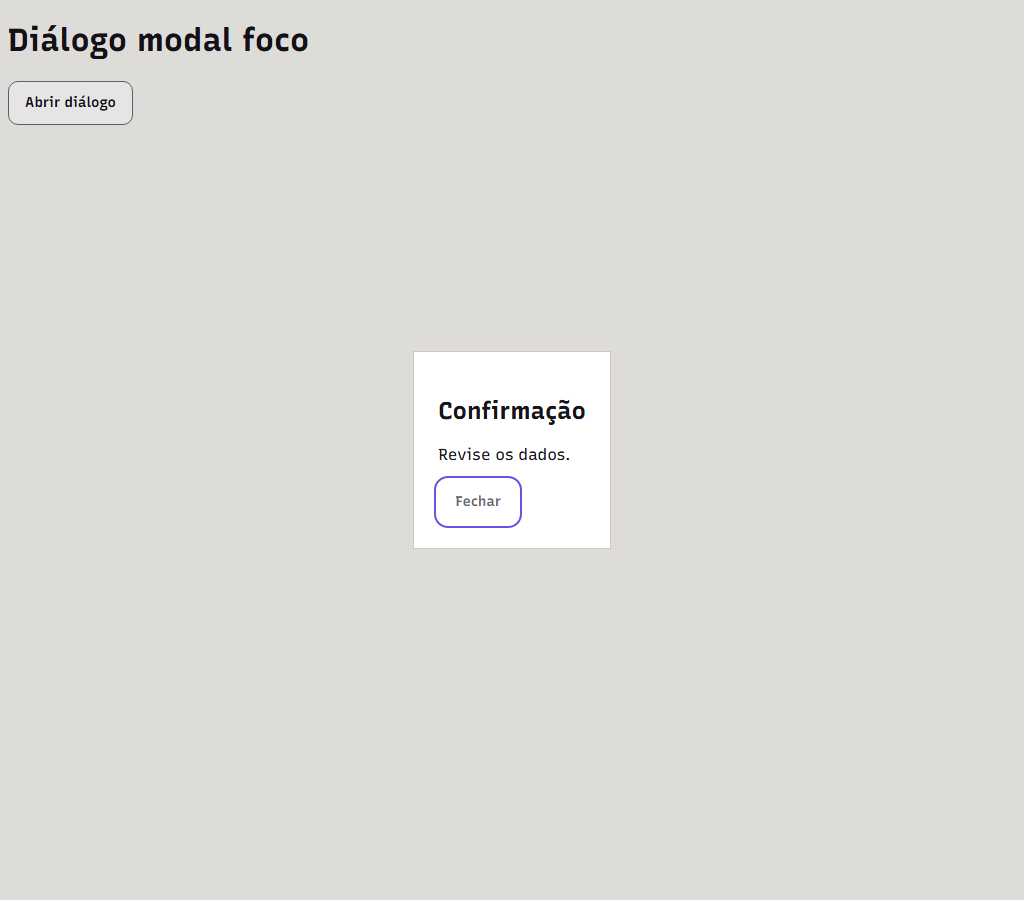 Diálogo modal foco
Abrir diálogo
Confirmação
Revise os dados.
Fechar